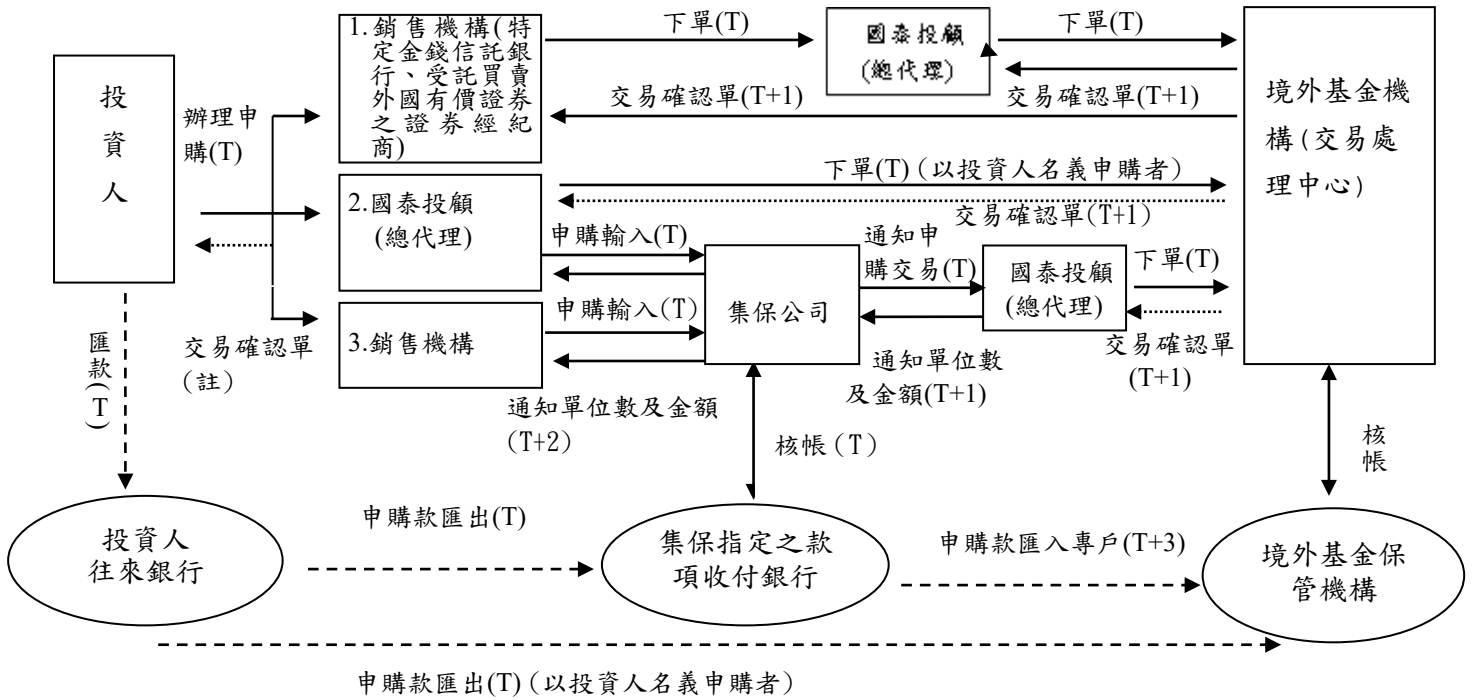 投
資
人
辦理申
購(T)
交易確認單
(註)
匯
款
(T)
1.銷售機構(特
定金錢信託銀
行、受託買賣
外國有價證券
之證券經紀
商)
2.國泰投顧
(總代理)
3.銷售機構
下單(T)
國泰投顧
(總代理)
下單(T)
交易確認單(T+1)
交易確認單(T+1)
境外基金機
構(交易處
理中心)
下單(T)(以投資人名義申購者)
交易確認單(T+1)
申購輸入(T)
申購輸入(T)
集保公司
通知申
購交易(T)
國泰投顧
(總代理)
下單(T)
交易確認單
(T+1)
通知單位數
及金額(T+1)
通知單位數及金額
(T+2)
核帳(T)
核
帳
投資人
往來銀行
申購款匯出(T)
集保指定之款
項收付銀行
申購款匯入專戶(T+3)
境外基金保
管機構
申購款匯出(T)(以投資人名義申購者)